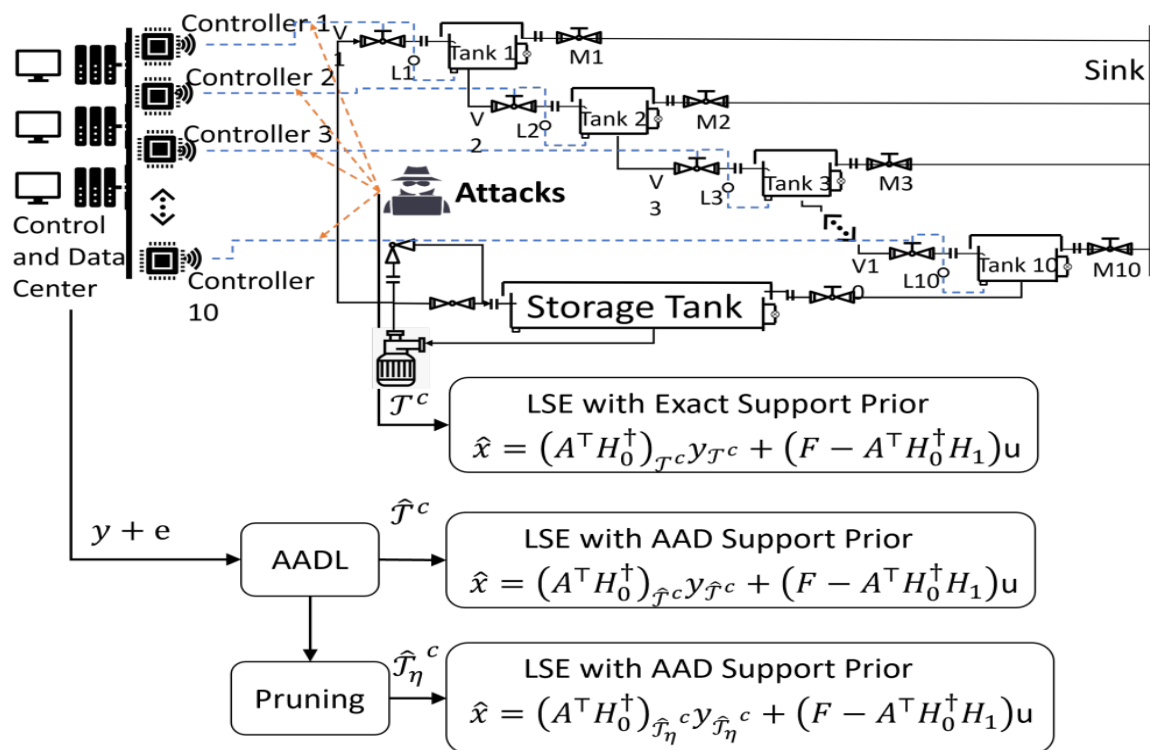 Controller 1
V
1
L1
Tank 1
M1
Sink
Controller 2
V
2
L2
Tank 2
M2
Controller 3
V
3
L3
Tank 3
M3
Attacks
Control
and Data
Center
Controller
10
V1
0
L10
Tank 10
M10
Storage Tank
𝒯ᶜ
LSE with Exact Support Prior
x̂ = (A^⊤H_0^†)_{𝒯^c} y_{𝒯^c} + (F − A^⊤H_0^†H_1)u
y + e
AADL
𝒯̂ᶜ
LSE with AAD Support Prior
x̂ = (A^⊤H_0^†)_{𝒯̂^c} y_{𝒯̂^c} + (F − A^⊤H_0^†H_1)u
Pruning
𝒯̂_η^c
LSE with AAD Support Prior
x̂ = (A^⊤H_0^†)_{𝒯̂_η^c} y_{𝒯̂_η^c} + (F − A^⊤H_0^†H_1)u